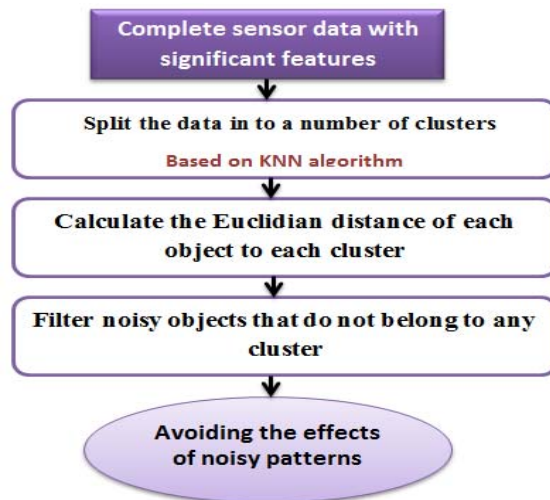 Complete sensor data with
significant features
Split the data in to a number of clusters
Based on KNN algorithm
Calculate the Euclidian distance of each
object to each cluster
Filter noisy objects that do not belong to any
cluster
Avoiding the effects
of noisy patterns